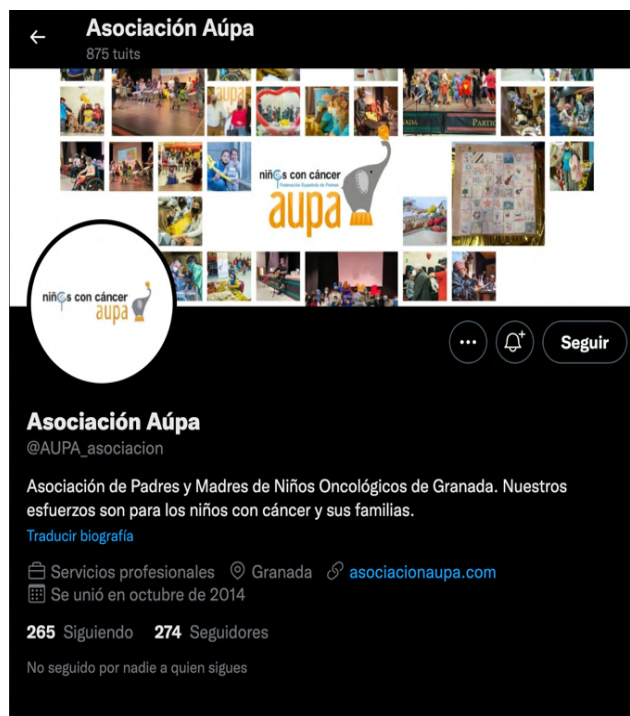 Asociación Aúpa
875 tuits
aupa
niños con cáncer
Federación Española de Padres
aupa
niños con cáncer
aupa
Seguir
Asociación Aúpa
@AUPA_asociacion
Asociación de Padres y Madres de Niños Oncológicos de Granada. Nuestros
esfuerzos son para los niños con cáncer y sus familias.
Traducir biografía
Servicios profesionales Granada asociacionaupa.com
Se unió en octubre de 2014
265 Siguiendo 274 Seguidores
No seguido por nadie a quien sigues